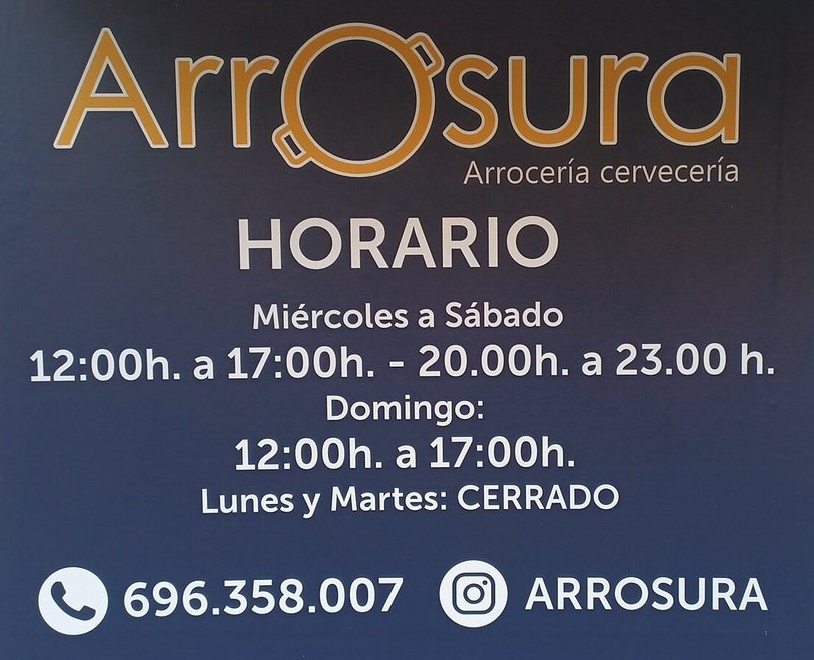 ArrOsura
Arrocería cervecería
HORARIO
Miércoles a Sábado
12:00h. a 17:00h. - 20.00h. a 23.00 h.
Domingo:
12:00h. a 17:00h.
Lunes y Martes: CERRADO
696.358.007 ARROSURA